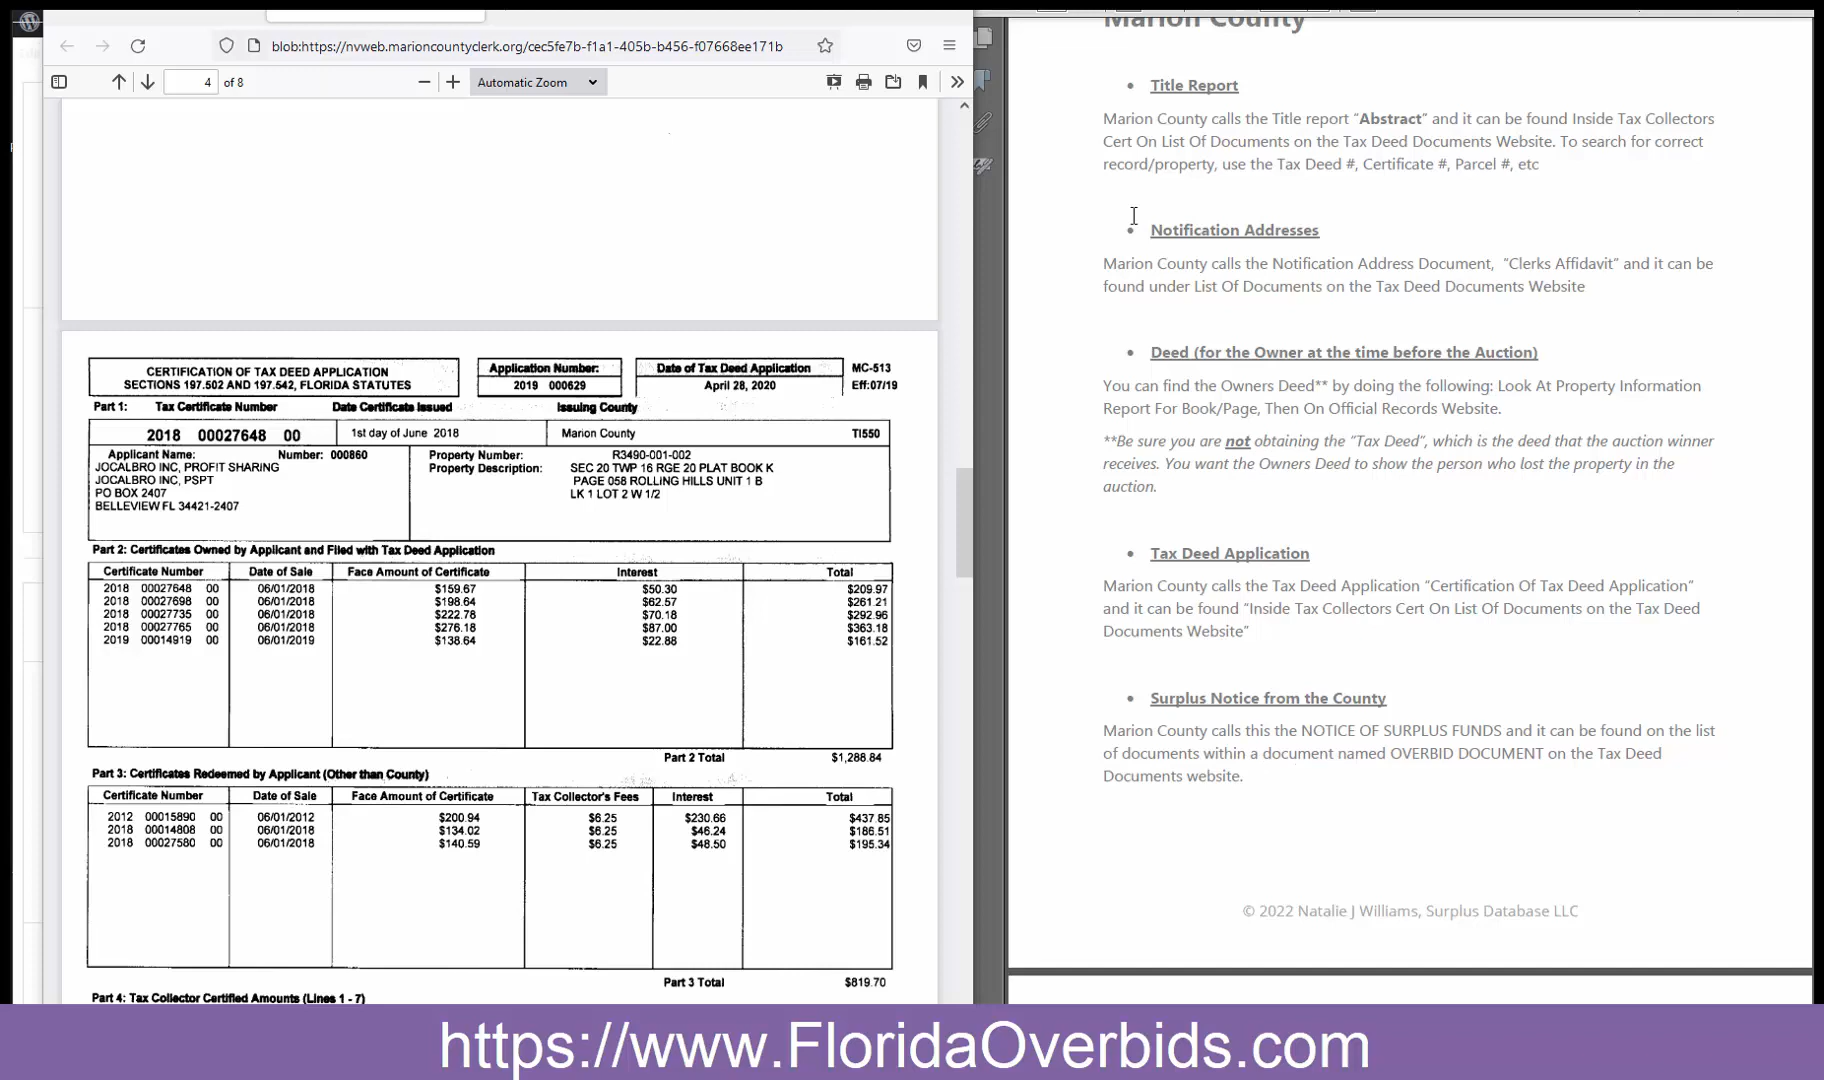 blob:https://nvweb.marioncountyclerk.org/cec5fe7b-f1a1-405b-b456-f07668ee171b
4 of 8
Automatic Zoom
CERTIFICATION OF TAX DEED APPLICATION
SECTIONS 197.502 AND 197.542, FLORIDA STATUTES
Application Number:
2019 000629
Date of Tax Deed Application
April 28, 2020
MC-513
Eff:07/19
Part 1: Tax Certificate Number Date Certificate Issued Issuing County
2018 00027648 00 1st day of June 2018 Marion County TI550
Applicant Name: Number: 000860
JOCALBRO INC, PROFIT SHARING
JOCALBRO INC, PSPT
PO BOX 2407
BELLEVIEW FL 34421-2407
Property Number: R3490-001-002
Property Description: SEC 20 TWP 16 RGE 20 PLAT BOOK K
PAGE 058 ROLLING HILLS UNIT 1 B
LK 1 LOT 2 W 1/2
Part 2: Certificates Owned by Applicant and Filed with Tax Deed Application
Certificate Number Date of Sale Face Amount of Certificate Interest Total
2018 00027648 00 06/01/2018 $159.67 $50.30 $209.97
2018 00027698 00 06/01/2018 $198.64 $62.57 $261.21
2018 00027735 00 06/01/2018 $222.78 $70.18 $292.96
2018 00027765 00 06/01/2018 $276.18 $87.00 $363.18
2019 00014919 00 06/01/2019 $138.64 $22.88 $161.52
Part 2 Total $1,288.84
Part 3: Certificates Redeemed by Applicant (Other than County)
Certificate Number Date of Sale Face Amount of Certificate Tax Collector's Fees Interest Total
2012 00015890 00 06/01/2012 $200.94 $6.25 $230.66 $437.85
2018 00014808 00 06/01/2018 $134.02 $6.25 $46.24 $186.51
2018 00027580 00 06/01/2018 $140.59 $6.25 $48.50 $195.34
Part 3 Total $819.70
Part 4: Tax Collector Certified Amounts (Lines 1 - 7)
Marion County
• Title Report
Marion County calls the Title report “Abstract” and it can be found Inside Tax Collectors
Cert On List Of Documents on the Tax Deed Documents Website. To search for correct
record/property, use the Tax Deed #, Certificate #, Parcel #, etc
• Notification Addresses
Marion County calls the Notification Address Document, “Clerks Affidavit” and it can be
found under List Of Documents on the Tax Deed Documents Website
• Deed (for the Owner at the time before the Auction)
You can find the Owners Deed** by doing the following: Look At Property Information
Report For Book/Page, Then On Official Records Website.
**Be sure you are not obtaining the “Tax Deed”, which is the deed that the auction winner
receives. You want the Owners Deed to show the person who lost the property in the
auction.
• Tax Deed Application
Marion County calls the Tax Deed Application “Certification Of Tax Deed Application”
and it can be found “Inside Tax Collectors Cert On List Of Documents on the Tax Deed
Documents Website”
• Surplus Notice from the County
Marion County calls this the NOTICE OF SURPLUS FUNDS and it can be found on the list
of documents within a document named OVERBID DOCUMENT on the Tax Deed
Documents website.
© 2022 Natalie J Williams, Surplus Database LLC
https://www.FloridaOverbids.com